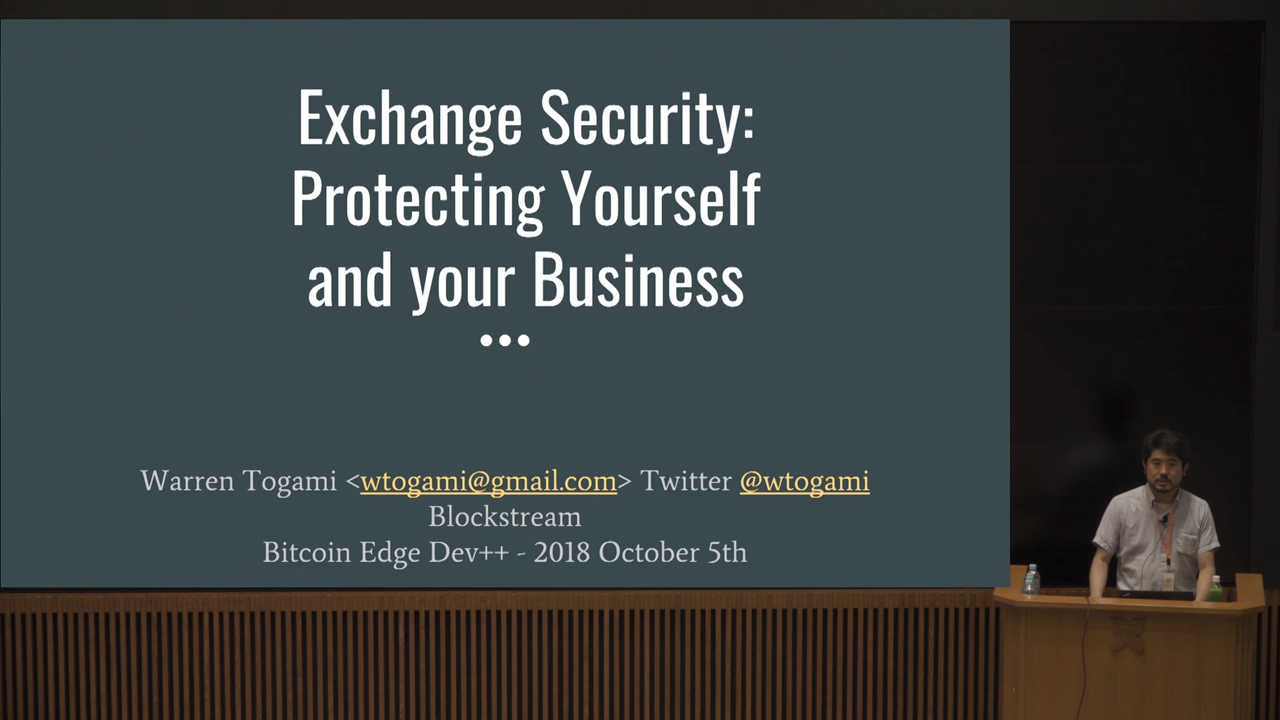 Exchange Security:
Protecting Yourself
and your Business
Warren Togami <wtogami@gmail.com> Twitter @wtogami
Blockstream
Bitcoin Edge Dev++ - 2018 October 5th